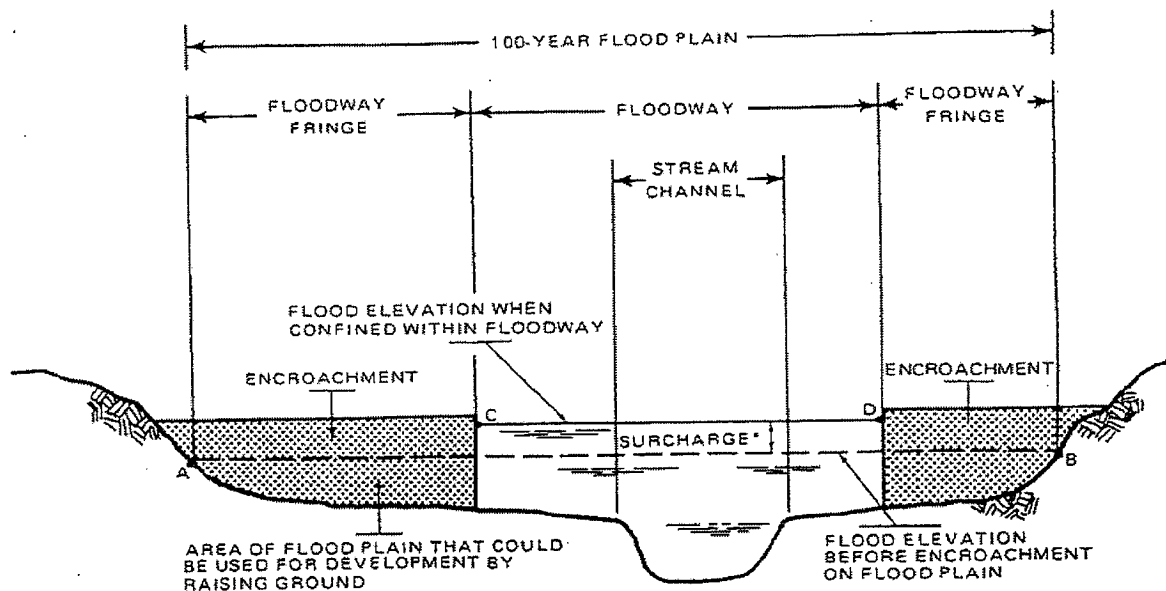 100-YEAR FLOOD PLAIN
FLOODWAY
FRINGE
FLOODWAY
FLOODWAY
FRINGE
STREAM
CHANNEL
FLOOD ELEVATION WHEN
CONFINED WITHIN FLOODWAY
ENCROACHMENT
ENCROACHMENT
C
D
SURCHARGE*
A
B
AREA OF FLOOD PLAIN THAT COULD
BE USED FOR DEVELOPMENT BY
RAISING GROUND
FLOOD ELEVATION
BEFORE ENCROACHMENT
ON FLOOD PLAIN